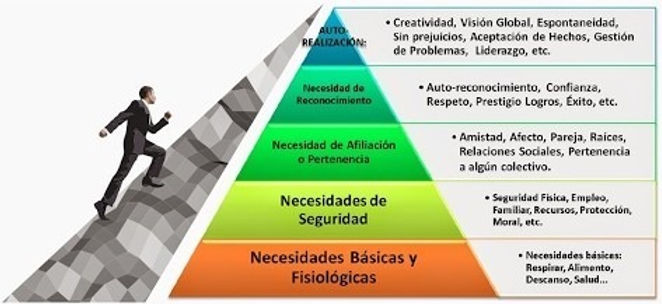 AUTO-
REALIZACIÓN:
• Creatividad, Visión Global, Espontaneidad,
Sin prejuicios, Aceptación de Hechos, Gestión
de Problemas, Liderazgo, etc.
Necesidad de
Reconocimiento
• Auto-reconocimiento, Confianza,
Respeto, Prestigio Logros, Éxito, etc.
Necesidad de Afiliación
o Pertenencia
• Amistad, Afecto, Pareja, Raíces,
Relaciones Sociales, Pertenencia
a algún colectivo.
Necesidades de
Seguridad
• Seguridad Física, Empleo,
Familiar, Recursos, Protección,
Moral, etc.
Necesidades Básicas y
Fisiológicas
• Necesidades básicas:
Respirar, Alimento,
Descanso, Salud...